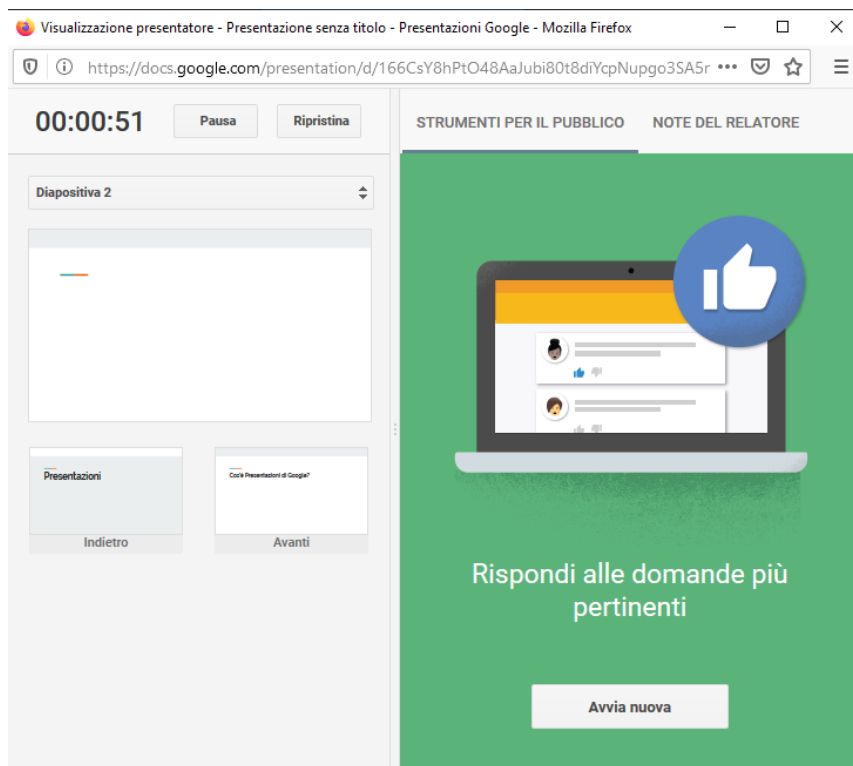 Visualizzazione presentatore - Presentazione senza titolo - Presentazioni Google - Mozilla Firefox
https://docs.google.com/presentation/d/166CsY8hPtO48AaJubi80t8diYcpNupgo3SA5r
00:00:51 Pausa Ripristina
STRUMENTI PER IL PUBBLICO NOTE DEL RELATORE
Diapositiva 2
Presentazioni
Cos'è Presentazioni di Google?
Indietro Avanti
Rispondi alle domande più
pertinenti
Avvia nuova